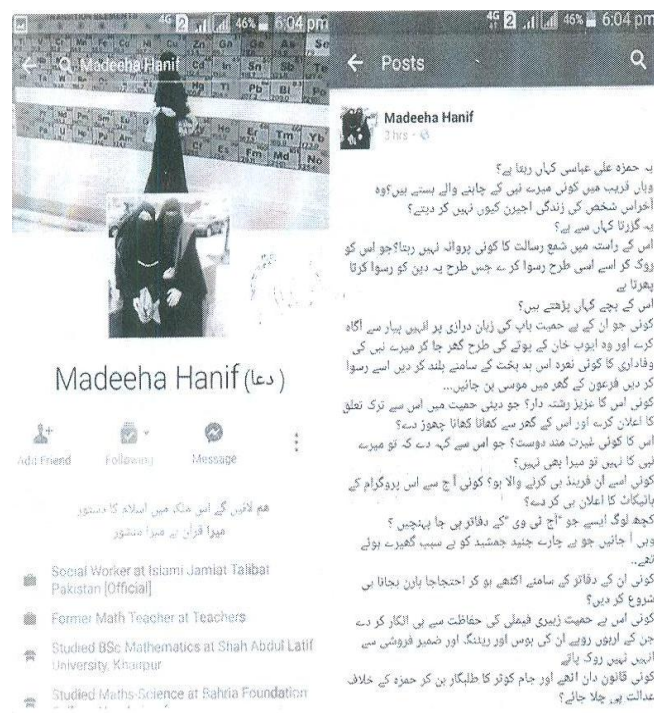 4G 2 46% 6:04 pm
Madeeha Hanif
Madeeha Hanif (دعا)
Add Friend
Following
Message
ہم لائیں گے اس ملک میں اسلام کا دستور
میرا قرآن ہے میرا منشور
Social Worker at Islami Jamiat Talibat
Pakistan [Official]
Former Math Teacher at Teachers
Studied BSc Mathematics at Shah Abdul Latif
University, Khairpur
Studied Maths-Science at Bahria Foundation
4G 2 46% 6:04 pm
Posts
Madeeha Hanif
3 hrs
یہ حمزہ علی عباسی کہاں رہتا ہے؟
وہاں قریب میں کوئی میرے نبی کے چاہنے والے بستے ہیں؟وہ
آخراس شخص کی زندگی اجیرن کیوں نہیں کر دیتے؟
یہ گزرتا کہاں سے ہے؟
اس کے راستہ میں شمع رسالت کا کوئی پروانہ نہیں رہتا؟جو اس کو
روک کر اسے اسی طرح رسوا کر ے جس طرح یہ دین کو رسوا کرتا
پھرتا ہے
اس کے بچے کہاں پڑھتے ہیں؟
کوئی جو ان کے بے حمیت باپ کی زبان درازی پر انہیں پیار سے آگاہ
کرے اور وہ ایوب خان کے پوتے کی طرح گھر جا کر میرے نبی کی
وفاداری کا کوئی نعرہ اس بد بخت کے سامنے بلند کر دیں اسے رسوا
کر دیں فرعون کے گھر میں موسی بن جائیں...
کوئی اس کا عزیز رشتہ دار؟ جو دینی حمیت میں اس سے ترک تعلق
کا اعلان کرے اور اس کے گھر سے کھانا کھانا چھوڑ دے؟
اس کا کوئی غیرت مند دوست؟ جو اس سے کہہ دے کہ تو میرے
نبی کا نہیں تو میرا بھی نہیں؟
کوئی اسے ان فرینڈ ہی کرنے والا ہو؟ کوئی آ ج سے اس پروگرام کے
بائیکاٹ کا اعلان ہی کر دے؟
کچھ لوگ ایسے جو "آج ٹی وی "کے دفاتر ہی جا پہنچیں ؟
وہی آ جائیں جو بے چارے جنید جمشید کو بے سبب گھیرے ہوئے
تھے..
کوئی ان کے دفاتر کے سامنے اکٹھے ہو کر احتجاجا ہارن بجانا ہی
شروع کر دیں؟
کوئی اس بے حمیت زبیری فیملی کی حفاظت سے ہی انکار کر دے
جن کے اربوں روپے ان کی ہوس اور ریٹنگ اور ضمیر فروشی سے
انہیں نہیں روک پاتے
کوئی قانون دان اٹھے اور جام کوثر کا طلبگار بن کر حمزہ کے خلاف
عدالت ہی چلا جائے؟